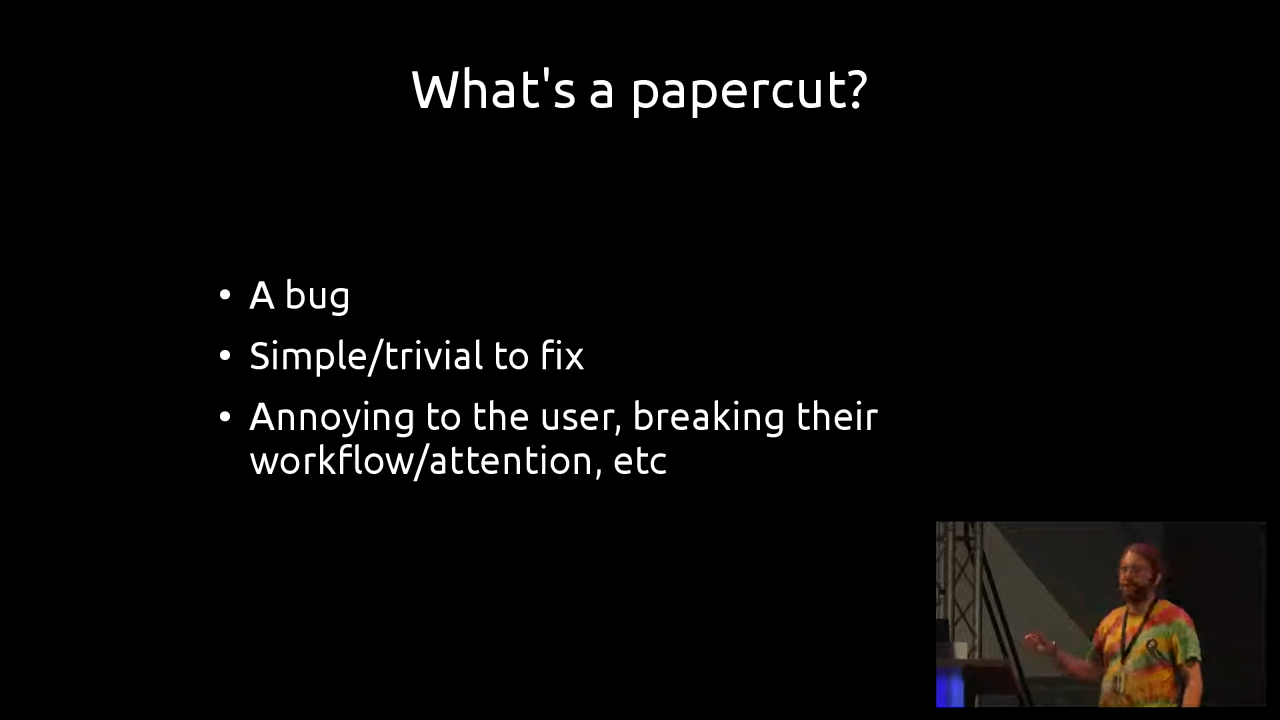 What's a papercut?
• A bug
• Simple/trivial to fix
• Annoying to the user, breaking their
workflow/attention, etc